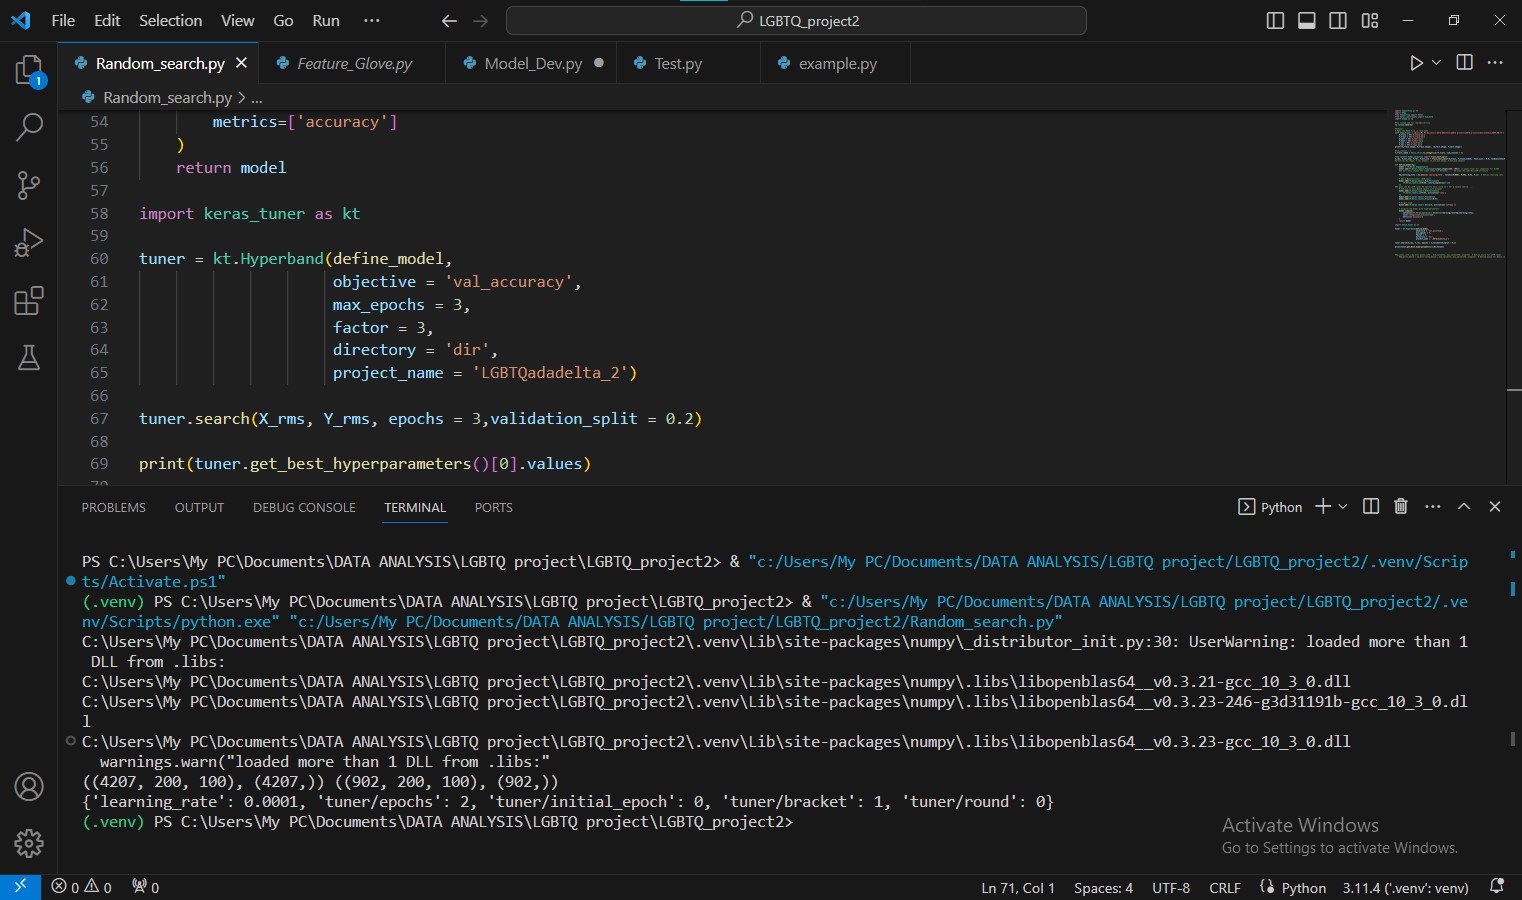 File Edit Selection View Go Run ··· LGBTQ_project2
Random_search.py Feature_Glove.py Model_Dev.py Test.py example.py
1
Random_search.py > ...
54 metrics=['accuracy']
55 )
56 return model
57
58 import keras_tuner as kt
59
60 tuner = kt.Hyperband(define_model,
61 objective = 'val_accuracy',
62 max_epochs = 3,
63 factor = 3,
64 directory = 'dir',
65 project_name = 'LGBTQadadelta_2')
66
67 tuner.search(X_rms, Y_rms, epochs = 3,validation_split = 0.2)
68
69 print(tuner.get_best_hyperparameters()[0].values)
70
PROBLEMS OUTPUT DEBUG CONSOLE TERMINAL PORTS Python
PS C:\Users\My PC\Documents\DATA ANALYSIS\LGBTQ project\LGBTQ_project2> & "c:/Users/My PC/Documents/DATA ANALYSIS/LGBTQ project/LGBTQ_project2/.venv/Scrip
ts/Activate.ps1"
(.venv) PS C:\Users\My PC\Documents\DATA ANALYSIS\LGBTQ project\LGBTQ_project2> & "c:/Users/My PC/Documents/DATA ANALYSIS/LGBTQ project/LGBTQ_project2/.ve
nv/Scripts/python.exe" "c:/Users/My PC/Documents/DATA ANALYSIS/LGBTQ project/LGBTQ_project2/Random_search.py"
C:\Users\My PC\Documents\DATA ANALYSIS\LGBTQ project\LGBTQ_project2\.venv\Lib\site-packages\numpy\_distributor_init.py:30: UserWarning: loaded more than 1
DLL from .libs:
C:\Users\My PC\Documents\DATA ANALYSIS\LGBTQ project\LGBTQ_project2\.venv\Lib\site-packages\numpy\.libs\libopenblas64__v0.3.21-gcc_10_3_0.dll
C:\Users\My PC\Documents\DATA ANALYSIS\LGBTQ project\LGBTQ_project2\.venv\Lib\site-packages\numpy\.libs\libopenblas64__v0.3.23-246-g3d31191b-gcc_10_3_0.dl
l
C:\Users\My PC\Documents\DATA ANALYSIS\LGBTQ project\LGBTQ_project2\.venv\Lib\site-packages\numpy\.libs\libopenblas64__v0.3.23-gcc_10_3_0.dll
warnings.warn("loaded more than 1 DLL from .libs:"
((4207, 200, 100), (4207,)) ((902, 200, 100), (902,))
{'learning_rate': 0.0001, 'tuner/epochs': 2, 'tuner/initial_epoch': 0, 'tuner/bracket': 1, 'tuner/round': 0}
(.venv) PS C:\Users\My PC\Documents\DATA ANALYSIS\LGBTQ project\LGBTQ_project2>
Activate Windows
Go to Settings to activate Windows.
0 0 0 Ln 71, Col 1 Spaces: 4 UTF-8 CRLF Python 3.11.4 ('.venv': venv)